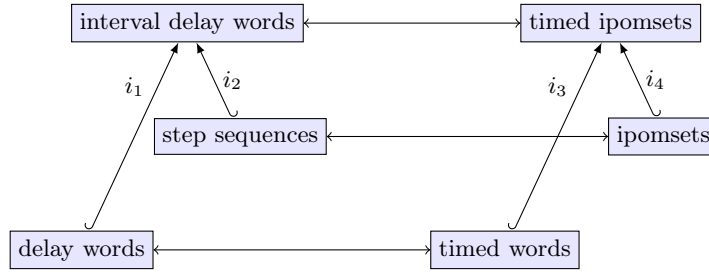 interval delay words timed ipomsets
i₁ i₂ i₃ i₄
step sequences ipomsets
delay words timed words